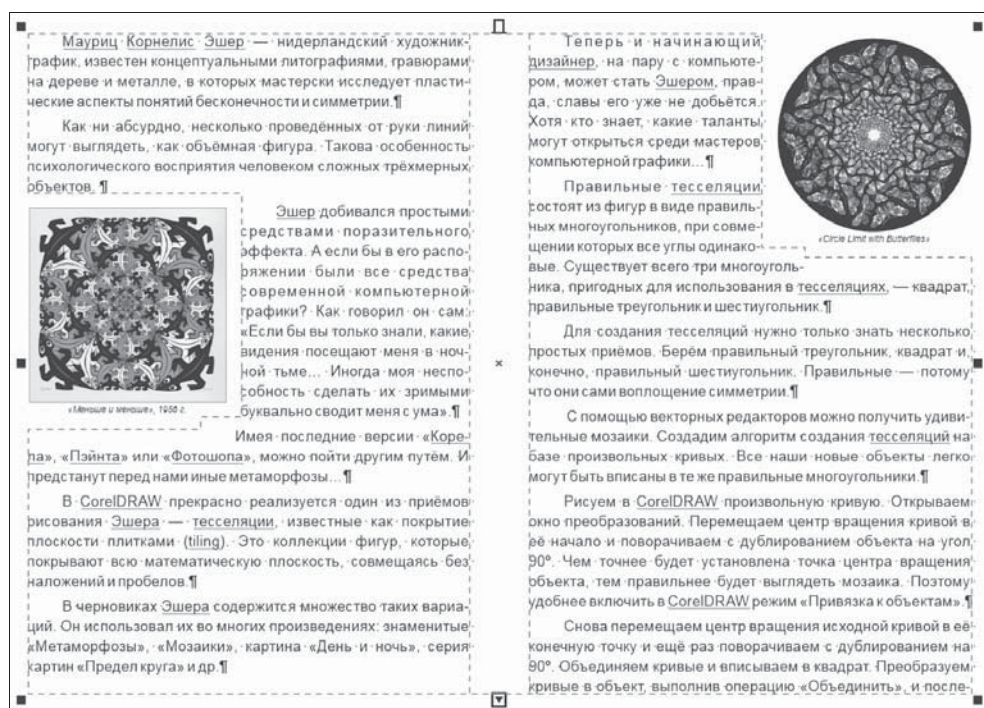 Мауриц Корнелис Эшер — нидерландский художник-
график, известен концептуальными литографиями, гравюрами
на дереве и металле, в которых мастерски исследует пласти-
ческие аспекты понятий бесконечности и симметрии.¶
Как ни абсурдно, несколько проведённых от руки линий
могут выглядеть, как объёмная фигура. Такова особенность
психологического восприятия человеком сложных трёхмерных
объектов. ¶
Эшер добивался простыми
средствами поразительного
эффекта. А если бы в его распо-
ряжении были все средства
современной компьютерной
графики? Как говорил он сам:
«Если бы вы только знали, какие
видения посещают меня в ноч-
ной тьме... Иногда моя неспо-
собность сделать их зримыми
буквально сводит меня с ума».¶
«Меньше и меньше», 1956 г.
Имея последние версии «Коре-
ла», «Пэйнта» или «Фотошопа», можно пойти другим путём. И
предстанут перед нами иные метаморфозы...¶
В CorelDRAW прекрасно реализуется один из приёмов
рисования Эшера — тесселяции, известные как покрытие
плоскости плитками (tiling). Это коллекции фигур, которые
покрывают всю математическую плоскость, совмещаясь без
наложений и пробелов.¶
В черновиках Эшера содержится множество таких вариа-
ций. Он использовал их во многих произведениях: знаменитые
«Метаморфозы», «Мозаики», картина «День и ночь», серия
картин «Предел круга» и др.¶
Теперь и начинающий
дизайнер, на пару с компьюте-
ром, может стать Эшером, прав-
да, славы его уже не добьётся.
Хотя кто знает, какие таланты
могут открыться среди мастеров
компьютерной графики...¶
«Circle Limit with Butterflies»
Правильные тесселяции
состоят из фигур в виде правиль-
ных многоугольников, при совме-
щении которых все углы одинако-
вые. Существует всего три многоуголь-
ника, пригодных для использования в тесселяциях, — квадрат,
правильные треугольник и шестиугольник.¶
Для создания тесселяций нужно только знать несколько
простых приёмов. Берём правильный треугольник, квадрат и,
конечно, правильный шестиугольник. Правильные — потому
что они сами воплощение симметрии.¶
С помощью векторных редакторов можно получить удиви-
тельные мозаики. Создадим алгоритм создания тесселяций на
базе произвольных кривых. Все наши новые объекты легко
могут быть вписаны в те же правильные многоугольники.¶
Рисуем в CorelDRAW произвольную кривую. Открываем
окно преобразований. Перемещаем центр вращения кривой в
её начало и поворачиваем с дублированием объекта на угол
90°. Чем точнее будет установлена точка центра вращения
объекта, тем правильнее будет выглядеть мозаика. Поэтому
удобнее включить в CorelDRAW режим «Привязка к объектам».¶
Снова перемещаем центр вращения исходной кривой в её
конечную точку и ещё раз поворачиваем с дублированием на
90°. Объединяем кривые и вписываем в квадрат. Преобразуем
кривые в объект, выполнив операцию «Объединить», и после-